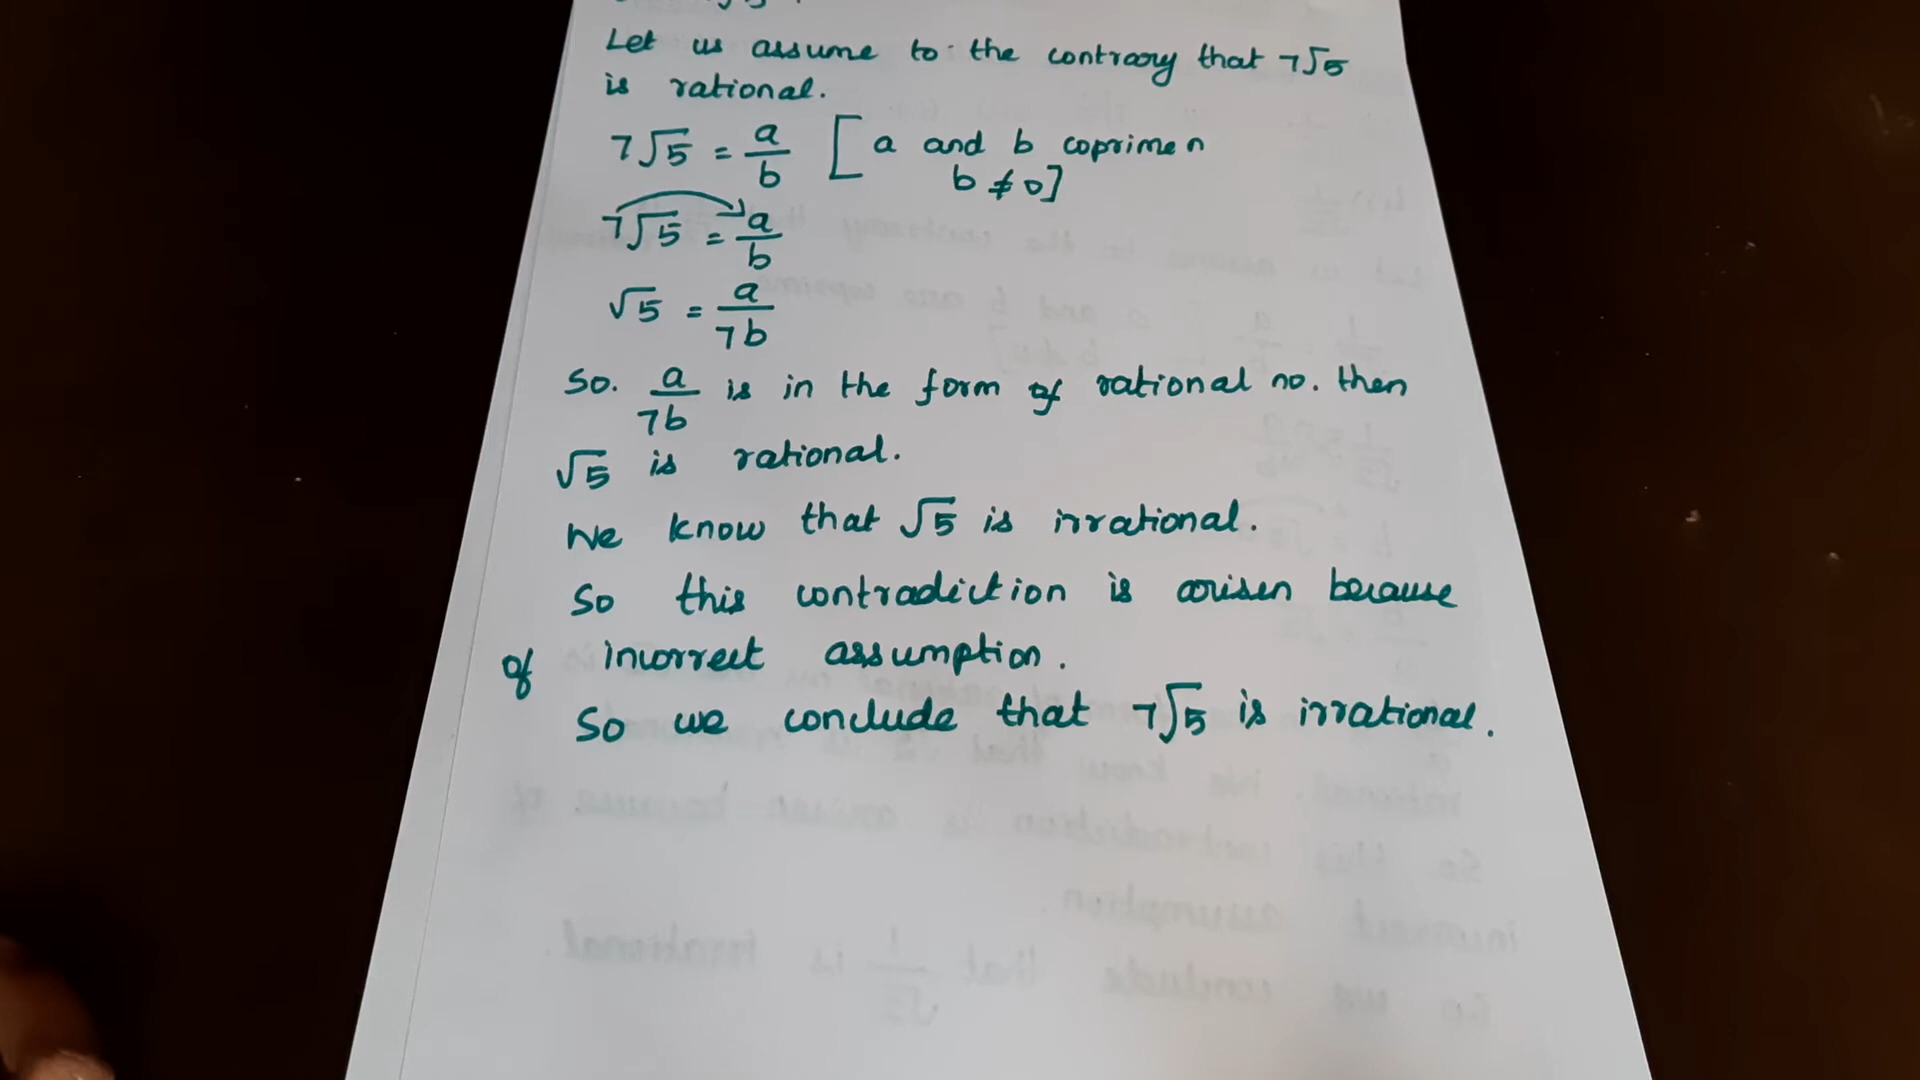 Let us assume to the contrary that 7√5
is rational.
7√5 = a/b [a and b coprime n
b ≠ 0]
7√5 = a/b
√5 = a/7b
So. a/7b is in the form of rational no. then
√5 is rational.
We know that √5 is irrational.
So this contradiction is arisen because
of incorrect assumption.
So we conclude that 7√5 is irrational.